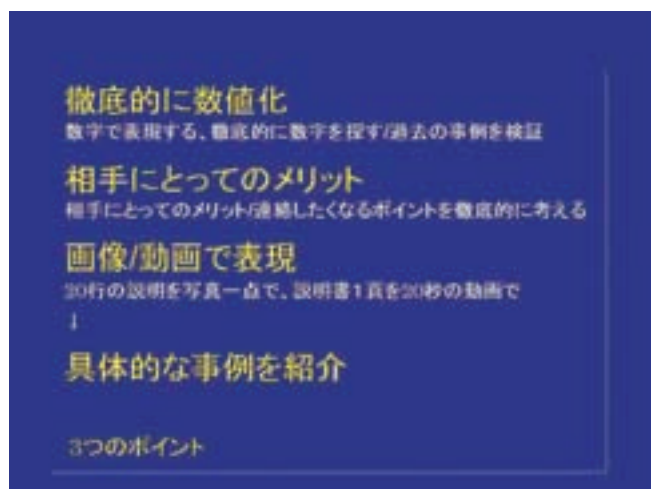 徹底的に数値化
数字で表現する、徹底的に数字を探す/過去の事例を検証
相手にとってのメリット
相手にとってのメリット/連絡したくなるポイントを徹底的に考える
画像/動画で表現
20行の説明を写真一点で、説明書1頁を20秒の動画で
↓
具体的な事例を紹介
3つのポイント